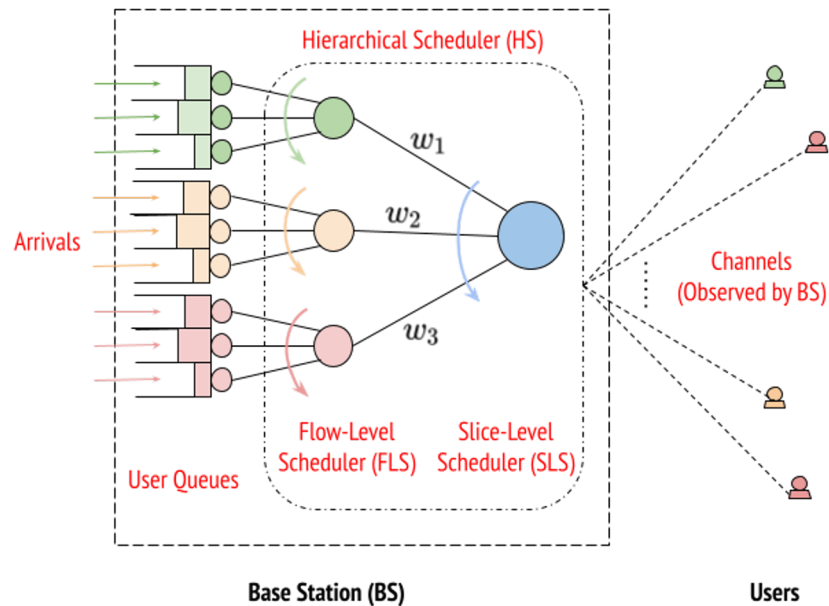 Hierarchical Scheduler (HS)
w₁
w₂
w₃
Arrivals
Channels
(Observed by BS)
Flow-Level
Scheduler (FLS)
Slice-Level
Scheduler (SLS)
User Queues
Base Station (BS)
Users